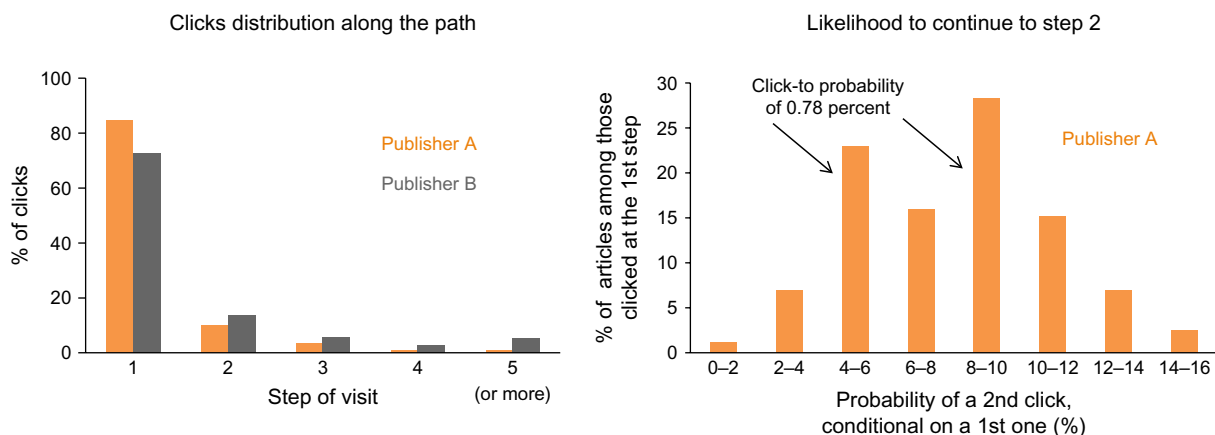 Clicks distribution along the path
100
80
60
40
20
0
% of clicks
Publisher A
Publisher B
1
2
3
4
5
(or more)
Step of visit
Likelihood to continue to step 2
30
25
20
15
10
5
0
% of articles among those
clicked at the 1st step
Click-to probability
of 0.78 percent
Publisher A
0–2
2–4
4–6
6–8
8–10
10–12
12–14
14–16
Probability of a 2nd click,
conditional on a 1st one (%)